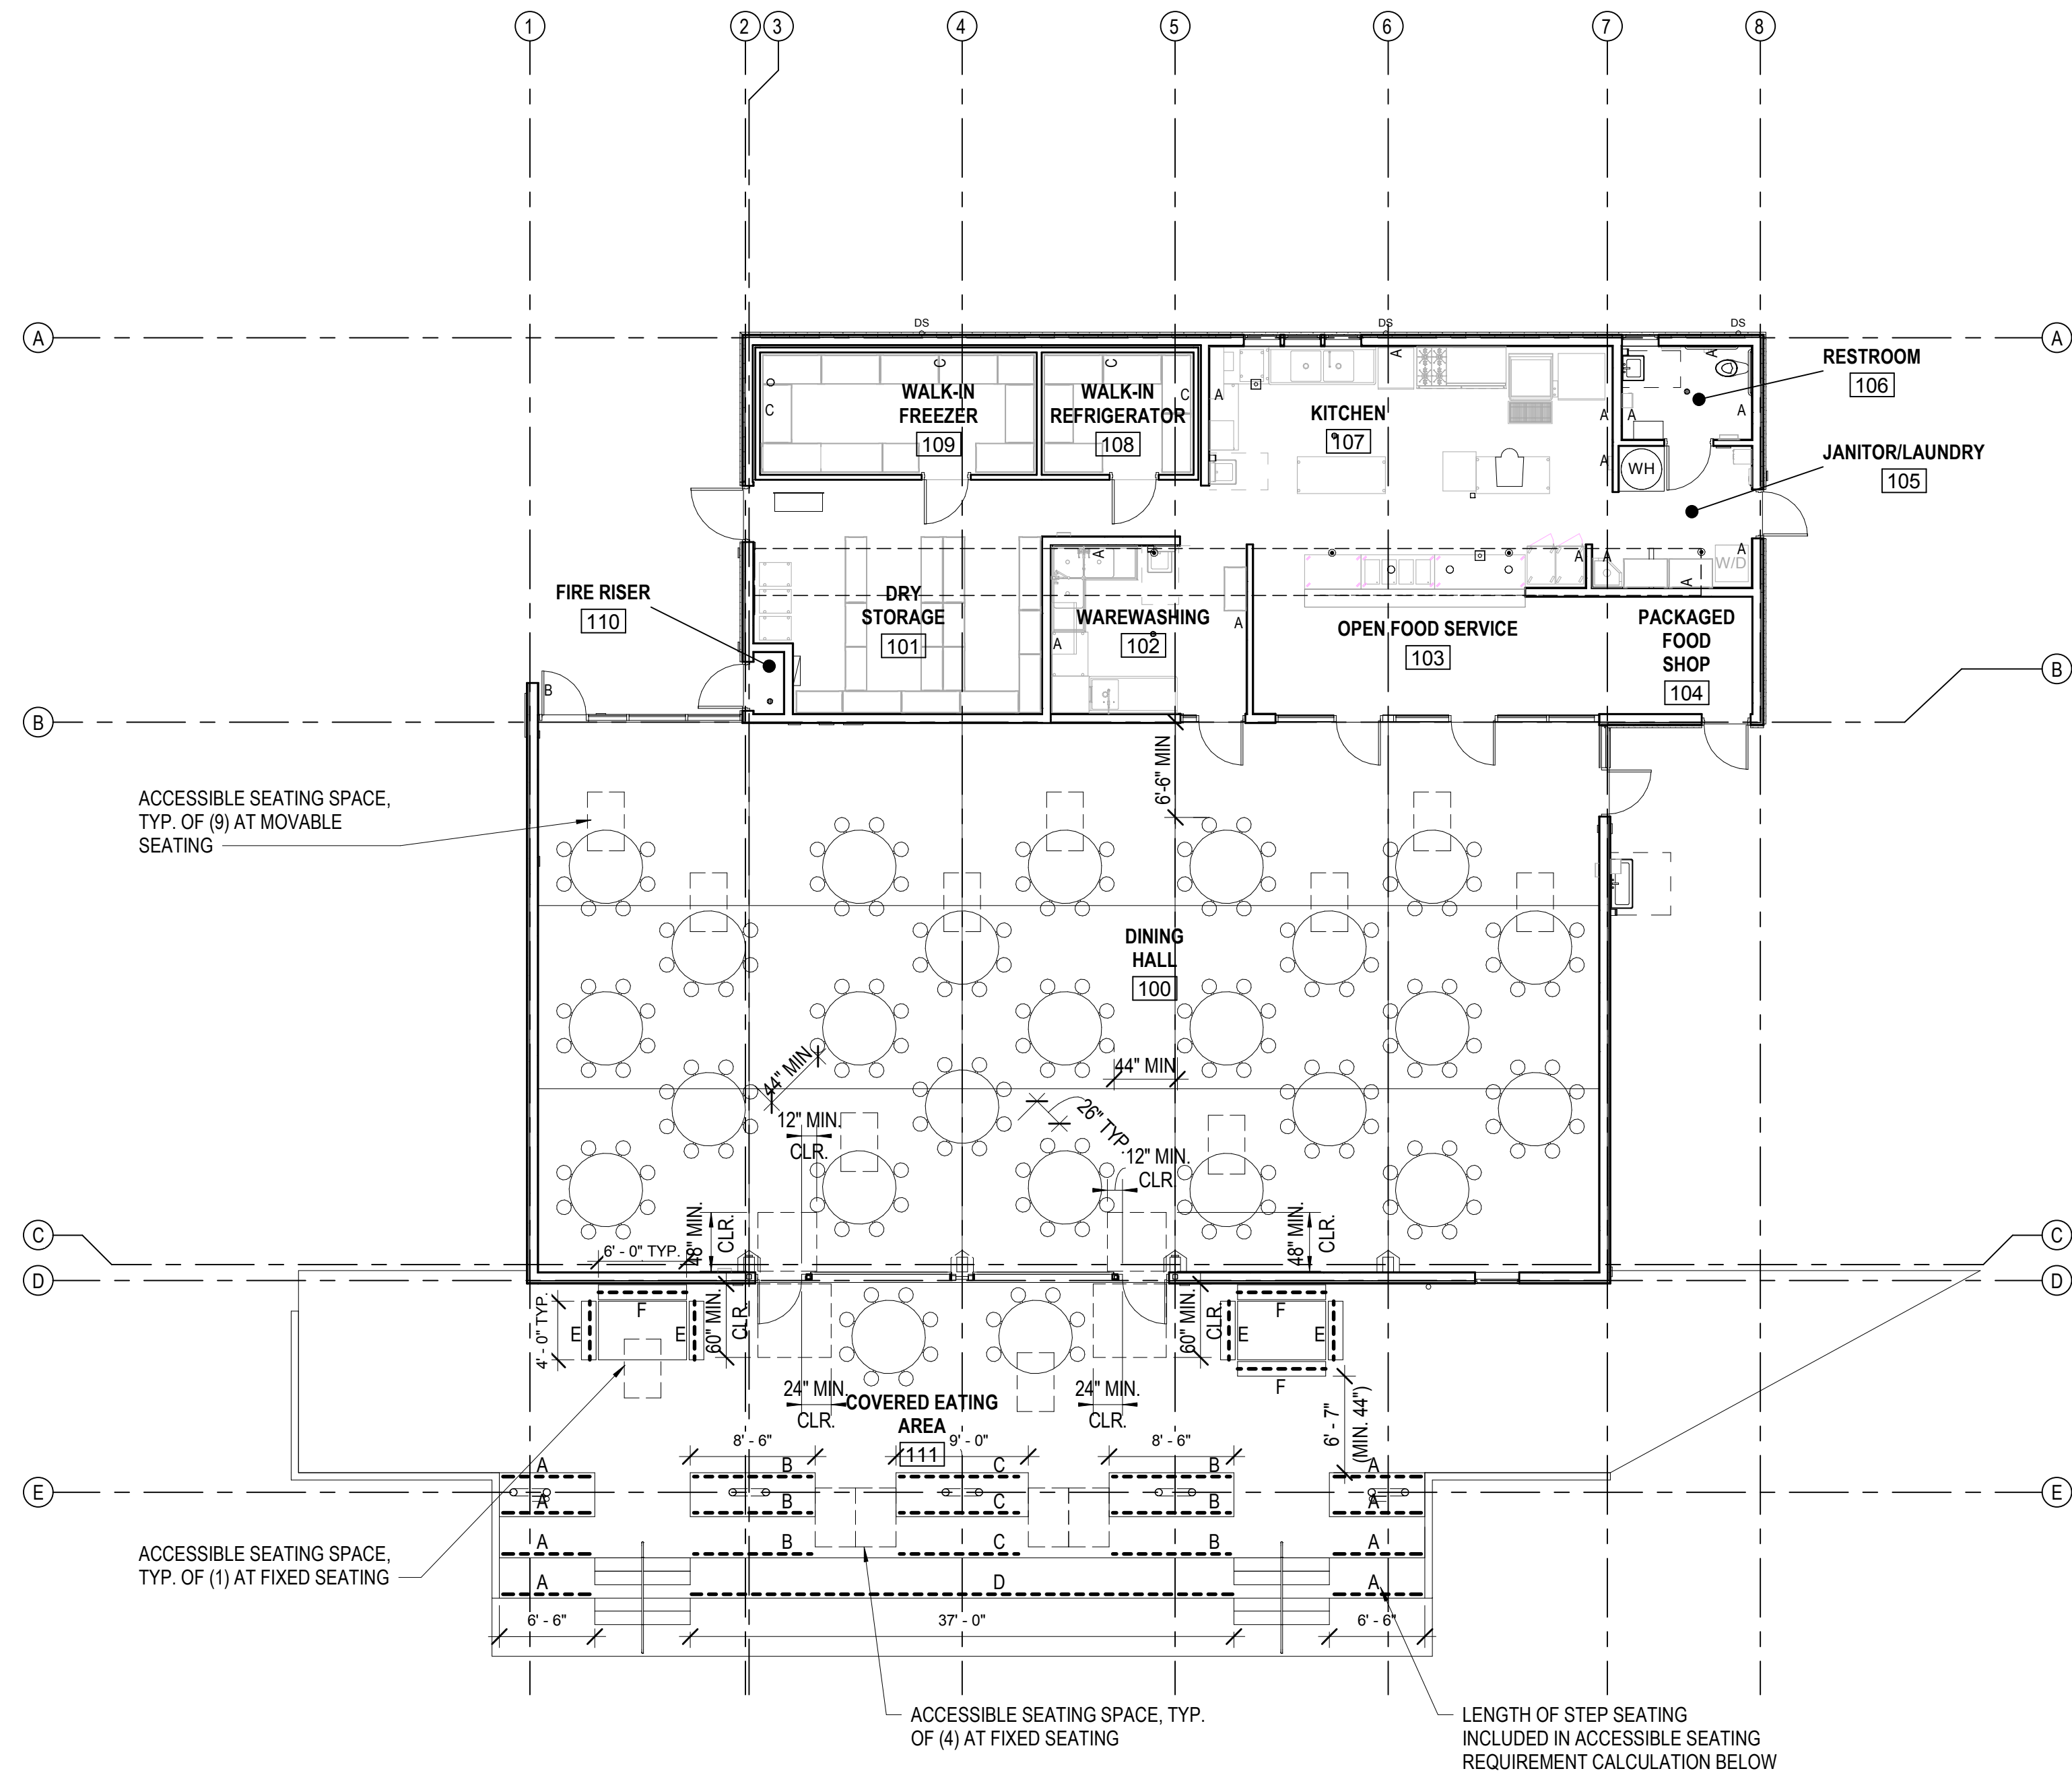 1
2
3
4
5
6
7
8
A
DS
DS
DS
A
C
C
A
A
WALK-IN
FREEZER
109
WALK-IN
REFRIGERATOR
108
C
C
A
KITCHEN
107
A
A
A
A
RESTROOM
106
WH
JANITOR/LAUNDRY
105
A
A
A
A
A
W/D
FIRE RISER
110
DRY
STORAGE
101
WAREWASHING
102
A
A
OPEN FOOD SERVICE
103
PACKAGED
FOOD
SHOP
104
B
B
B
6'-6" MIN
ACCESSIBLE SEATING SPACE,
TYP. OF (9) AT MOVABLE
SEATING
DINING
HALL
100
44" MIN.
44" MIN.
12" MIN.
CLR.
26" TYP.
12" MIN.
CLR.
48" MIN.
CLR.
48" MIN.
CLR.
C
C
6' - 0" TYP.
D
D
4' - 0" TYP.
F
E
E
60" MIN.
CLR.
60" MIN.
CLR.
F
E
E
F
24" MIN.
CLR.
24" MIN.
CLR.
COVERED EATING
AREA
111
6' - 7"
(MIN. 44")
8' - 6"
9' - 0"
8' - 6"
A
B
C
B
A
E
E
A
B
C
B
A
A
B
C
B
A
A
D
A
ACCESSIBLE SEATING SPACE,
TYP. OF (1) AT FIXED SEATING
6' - 6"
37' - 0"
6' - 6"
ACCESSIBLE SEATING SPACE, TYP.
OF (4) AT FIXED SEATING
LENGTH OF STEP SEATING
INCLUDED IN ACCESSIBLE SEATING
REQUIREMENT CALCULATION BELOW